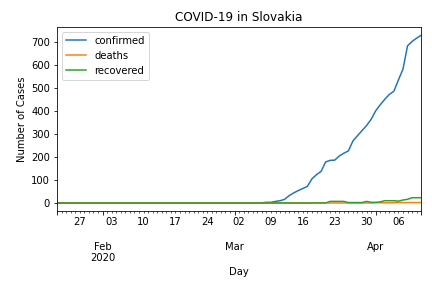 COVID-19 in Slovakia
confirmed
deaths
recovered
Number of Cases
700
600
500
400
300
200
100
0
27 03 10 17 24 02 09 16 23 30 06
Feb Mar Apr
2020
Day